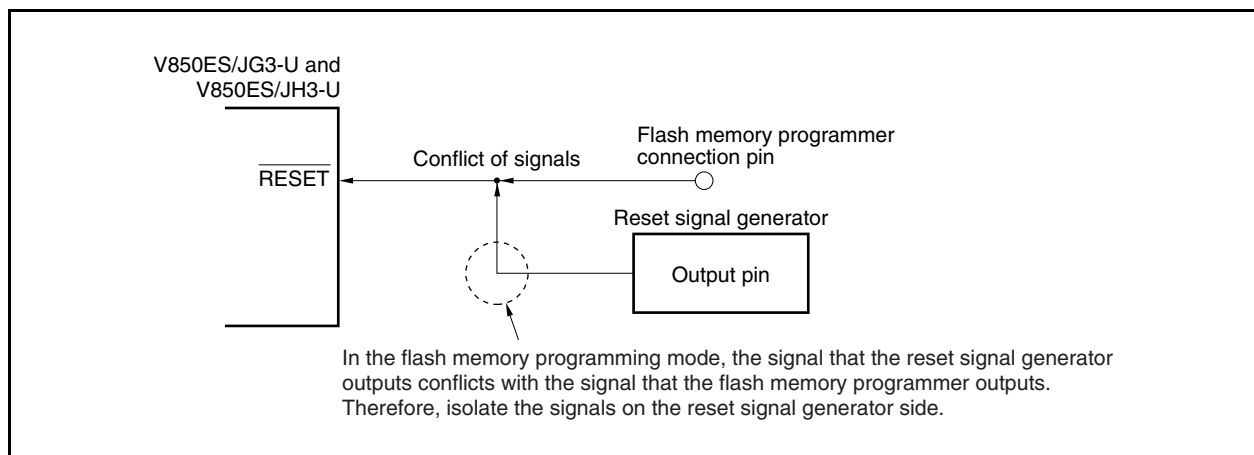 V850ES/JG3-U and
V850ES/JH3-U
RESET
Conflict of signals
Flash memory programmer
connection pin
Reset signal generator
Output pin
In the flash memory programming mode, the signal that the reset signal generator
outputs conflicts with the signal that the flash memory programmer outputs.
Therefore, isolate the signals on the reset signal generator side.